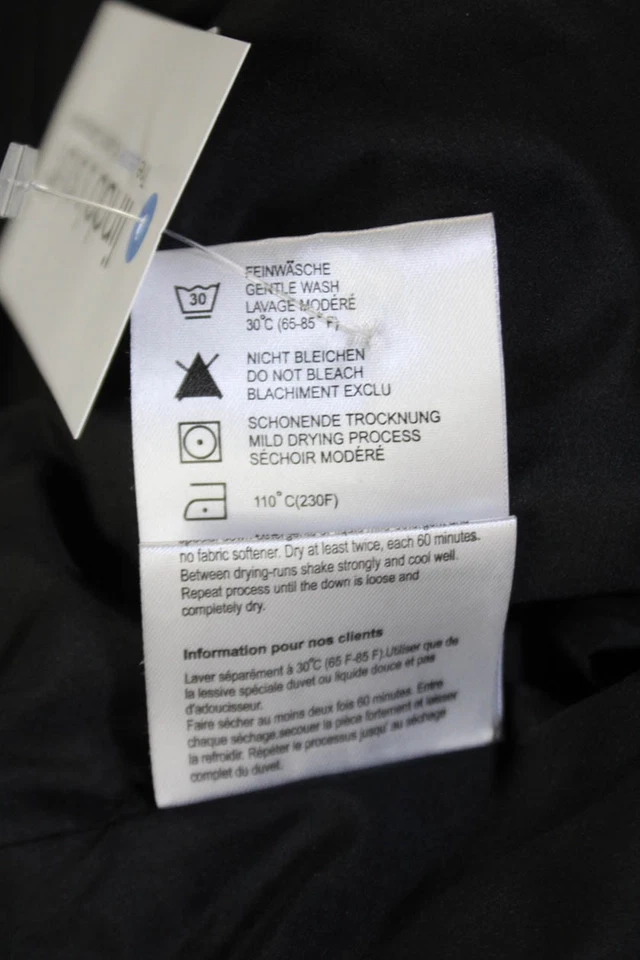 30
FEINWÄSCHE
GENTLE WASH
LAVAGE MODÉRÉ
30°C (65-85°F)
NICHT BLEICHEN
DO NOT BLEACH
BLACHIMENT EXCLU
SCHONENDE TROCKNUNG
MILD DRYING PROCESS
SÉCHOIR MODÉRÉ
110°C(230F)
no fabric softener. Dry at least twice, each 60 minutes.
Between drying-runs shake strongly and cool well.
Repeat process until the down is loose and
completely dry.
Information pour nos clients
Laver séparément à 30°C (65 F-85 F).Utiliser que de
la lessive spéciale duvet ou liquide douce et pas
d'adoucisseur.
Faire sécher au moins deux fois 60 minutes. Entre
chaque séchage,secouer la pièce fortement et laisser
la refroidir. Répéter le processus jusqu' au séchage
complet du duvet.